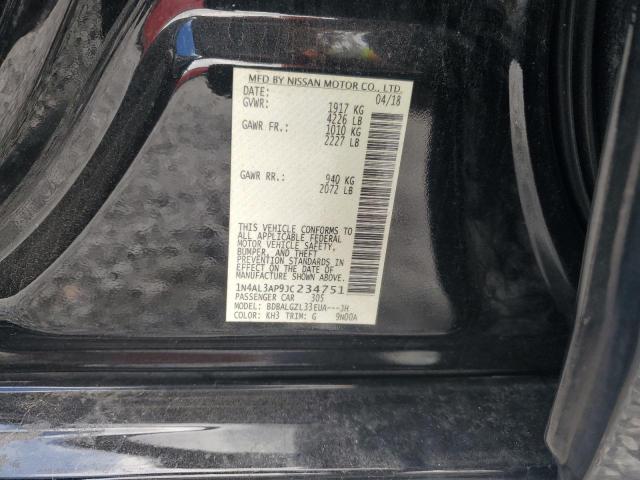 MFD BY NISSAN MOTOR CO., LTD.
DATE: 04/18
GVWR: 1917 KG
4226 LB
GAWR FR.: 1010 KG
2227 LB
GAWR RR.: 940 KG
2072 LB
THIS VEHICLE CONFORMS TO
ALL APPLICABLE FEDERAL
MOTOR VEHICLE SAFETY,
BUMPER, AND THEFT
PREVENTION STANDARDS IN
EFFECT ON THE DATE OF
MANUFACTURE SHOWN ABOVE.
1N4AL3AP9JC234751
PASSENGER CAR 305
MODEL: BDBALGZL33EUA---JH
COLOR: KH3 TRIM: G 9N00A